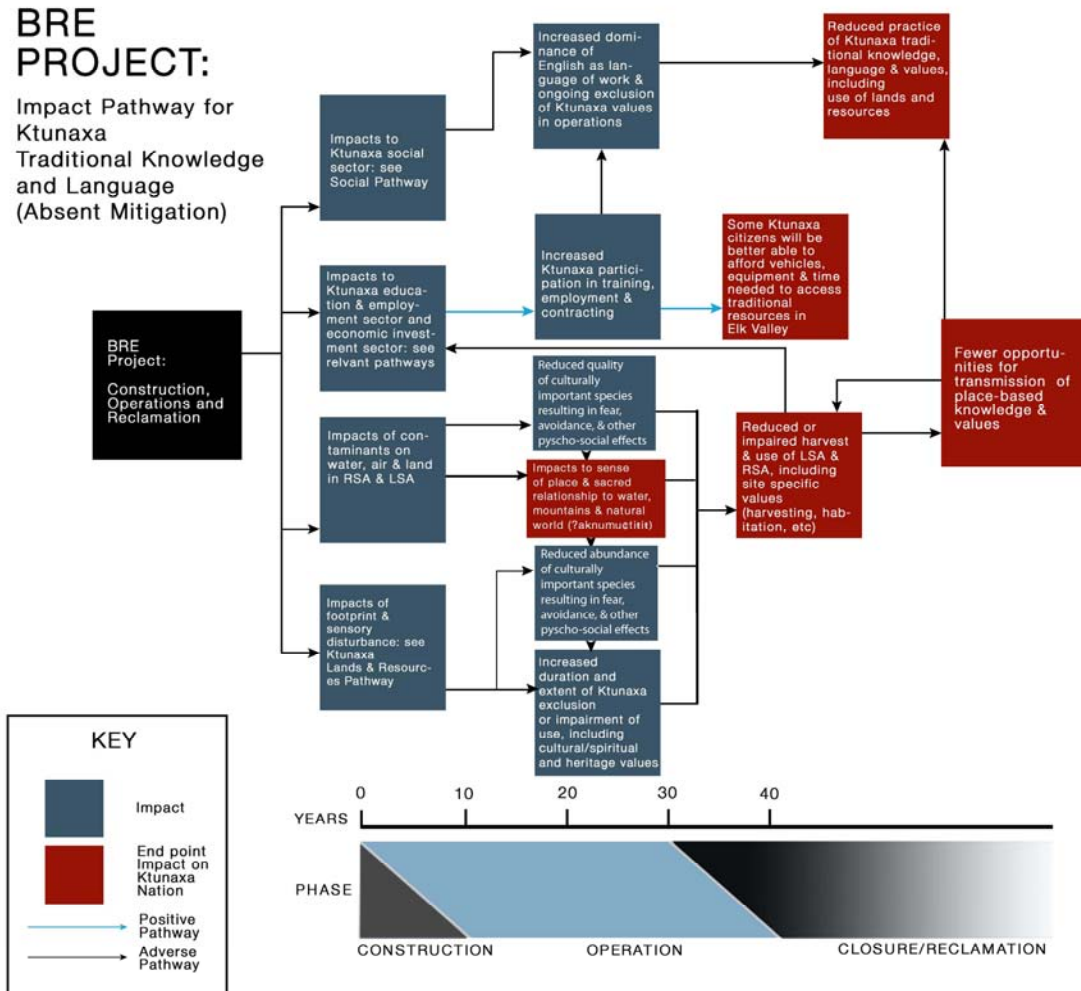 BRE
PROJECT:
Impact Pathway for
Ktunaxa
Traditional Knowledge
and Language
(Absent Mitigation)
BRE
Project:
Construction,
Operations and
Reclamation
Impacts to
Ktunaxa social
sector: see
Social Pathway
Impacts to
Ktunaxa educa-
tion & employ-
ment sector and
economic invest-
ment sector: see
relvant pathways
Impacts of con-
taminants on
water, air & land
in RSA & LSA
Impacts of
footprint &
sensory
disturbance: see
Ktunaxa
Lands & Resourc-
es Pathway
Increased domi-
nance of
English as lan-
guage of work &
ongoing exclusion
of Ktunaxa values
in operations
Increased
Ktunaxa partici-
pation in training,
employment &
contracting
Reduced quality
of culturally
important species
resulting in fear,
avoidance, & other
pyscho-social effects
Impacts to sense
of place & sacred
relationship to water,
mountains & natural
world (?aknumu¢tiŧiŧ)
Reduced abundance
of culturally
important species
resulting in fear,
avoidance, & other
pyscho-social effects
Increased
duration and
extent of Ktunaxa
exclusion
or impairment of
use, including
cultural/spiritual
and heritage values
Reduced practice
of Ktunaxa tradi-
tional knowledge,
language & values,
including
use of lands and
resources
Some Ktunaxa
citizens will be
better able to
afford vehicles,
equipment & time
needed to access
traditional
resources in
Elk Valley
Reduced or
impaired harvest
& use of LSA &
RSA, including
site specific
values
(harvesting, hab-
itation, etc)
Fewer opportu-
nities for
transmission of
place-based
knowledge &
values
KEY
Impact
End point
Impact on
Ktunaxa
Nation
Positive
Pathway
Adverse
Pathway
0 10 20 30 40
YEARS
PHASE
CONSTRUCTION OPERATION CLOSURE/RECLAMATION